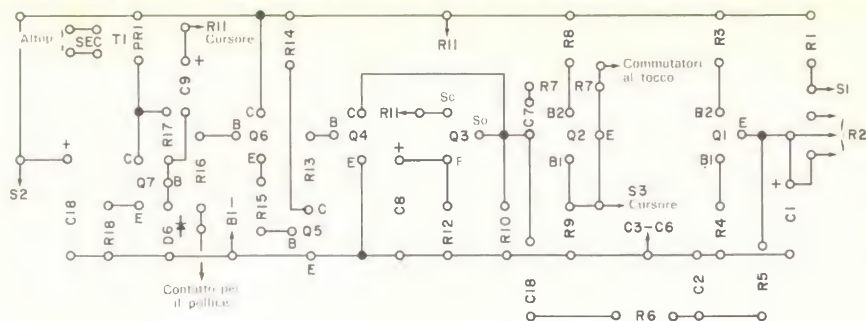 Altop.
SEC
T1
PR1
R11
Cursore
C9
R14
R11
R8
R3
R1
Commutatori
al tocco
R7
R7
S1
R11
Sc
C7
B2
B2
R2
R17
R16
B
Q6
C
C
Q4
Q3
So
Q2
E
Q1
E
C
Q7
B
E
R13
B
E
F
B1
B1
S2
C18
R18
E
D6
B1-
R15
Q5
C
B
E
C8
R12
R10
R9
S3
Cursore
C3-C6
R4
C1
Contatto per
il pollice
C18
R6
C2
R5